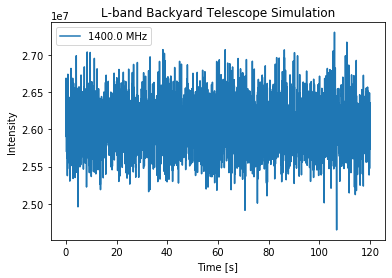 L-band Backyard Telescope Simulation
1e7
1400.0 MHz
2.70
2.65
2.60
2.55
2.50
Intensity
0 20 40 60 80 100 120
Time [s]